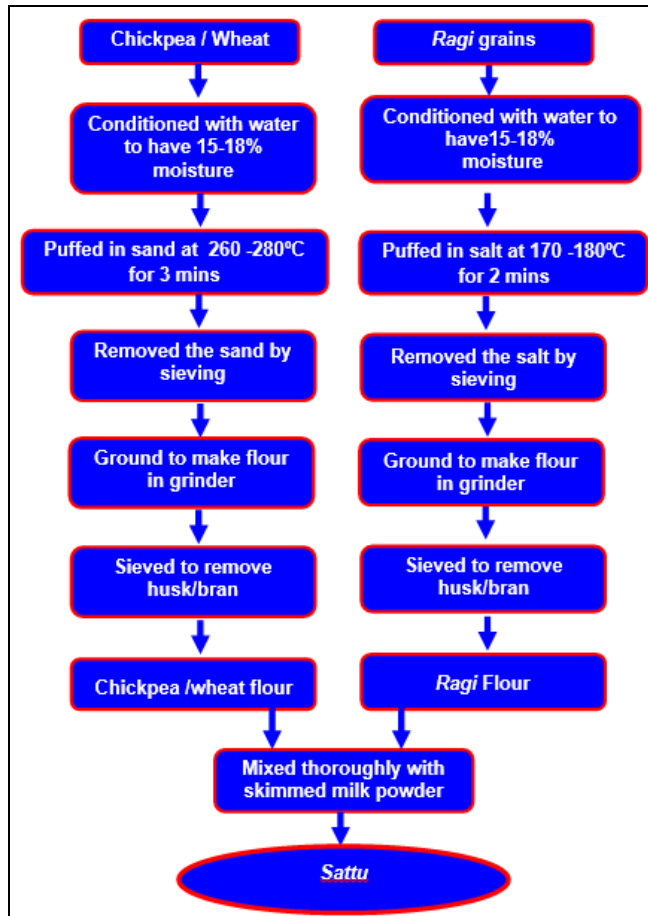 Chickpea / Wheat
Conditioned with water
to have 15-18%
moisture
Puffed in sand at 260 -280ºC
for 3 mins
Removed the sand by
sieving
Ground to make flour
in grinder
Sieved to remove
husk/bran
Chickpea /wheat flour
Ragi grains
Conditioned with water to
have15-18%
moisture
Puffed in salt at 170 -180ºC
for 2 mins
Removed the salt by
sieving
Ground to make flour
in grinder
Sieved to remove
husk/bran
Ragi Flour
Mixed thoroughly with
skimmed milk powder
Sattu